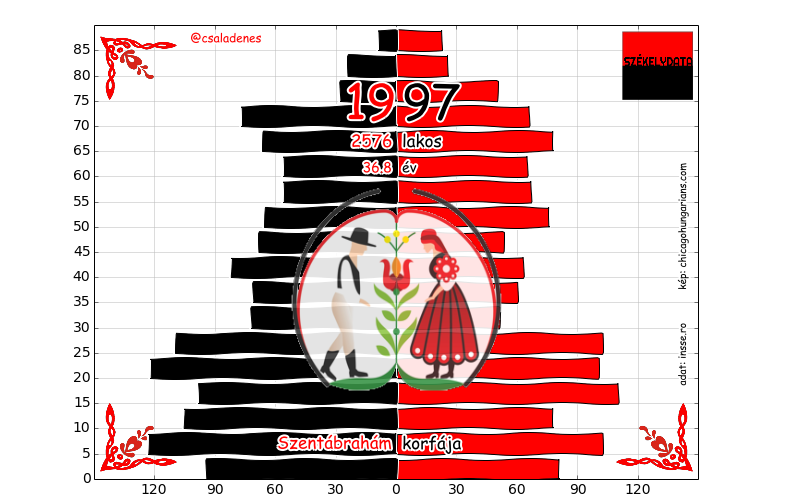 @csaladenes
SZÉKELYDATA
1997
2576 lakos
36.8 év
kép: chicagohungarians.com
adat: insse.ro
Szentábrahám korfája
85
80
75
70
65
60
55
50
45
40
35
30
25
20
15
10
5
0
120 90 60 30 0 30 60 90 120